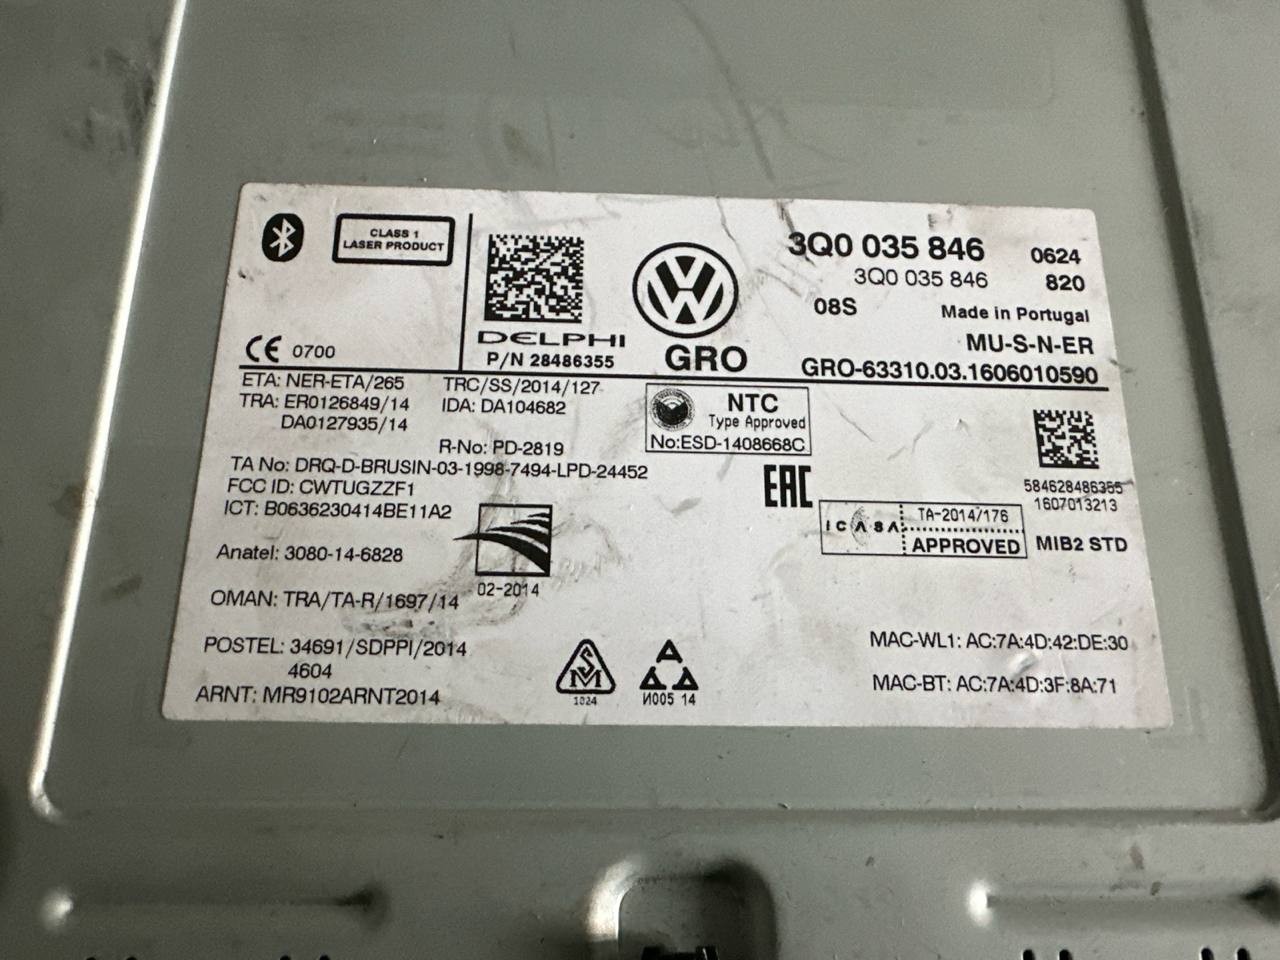 CLASS 1
LASER PRODUCT
CE 0700
DELPHI
P/N 28486355
GRO
3Q0 035 846 0624
3Q0 035 846 820
08S Made in Portugal
MU-S-N-ER
GRO-63310.03.1606010590
ETA: NER-ETA/265 TRC/SS/2014/127
TRA: ER0126849/14 IDA: DA104682
DA0127935/14
R-No: PD-2819
NTC
Type Approved
No:ESD-1408668C
TA No: DRQ-D-BRUSIN-03-1998-7494-LPD-24452
FCC ID: CWTUGZZF1
ICT: B0636230414BE11A2
EAC
584628486355
1607013213
ICASA TA-2014/176
APPROVED
MIB2 STD
Anatel: 3080-14-6828
02-2014
OMAN: TRA/TA-R/1697/14
POSTEL: 34691/SDPPI/2014
4604
ARNT: MR9102ARNT2014
1024
И005 14
MAC-WL1: AC:7A:4D:42:DE:30
MAC-BT: AC:7A:4D:3F:8A:71